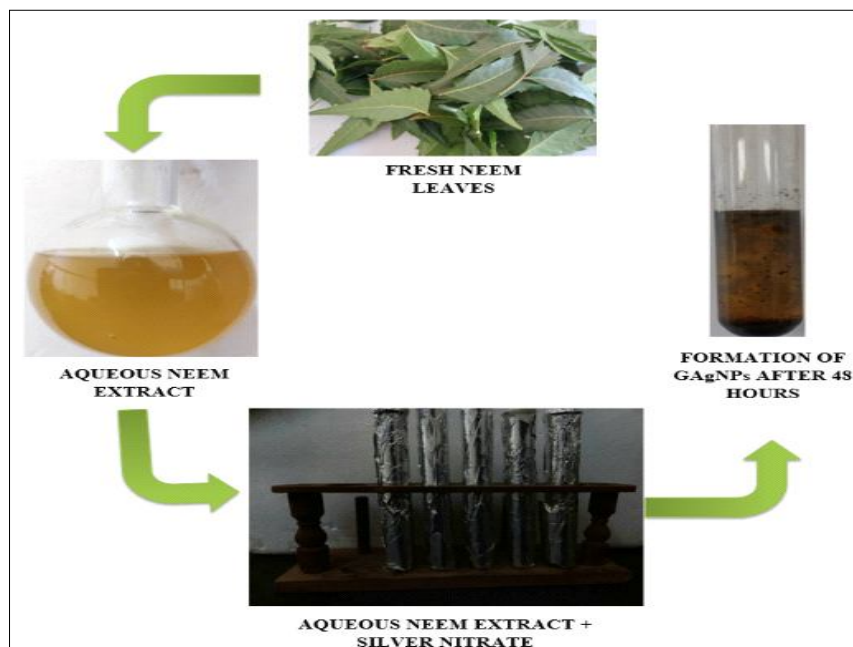 FRESH NEEM
LEAVES
AQUEOUS NEEM
EXTRACT
AQUEOUS NEEM EXTRACT +
SILVER NITRATE
FORMATION OF
GAgNPs AFTER 48
HOURS